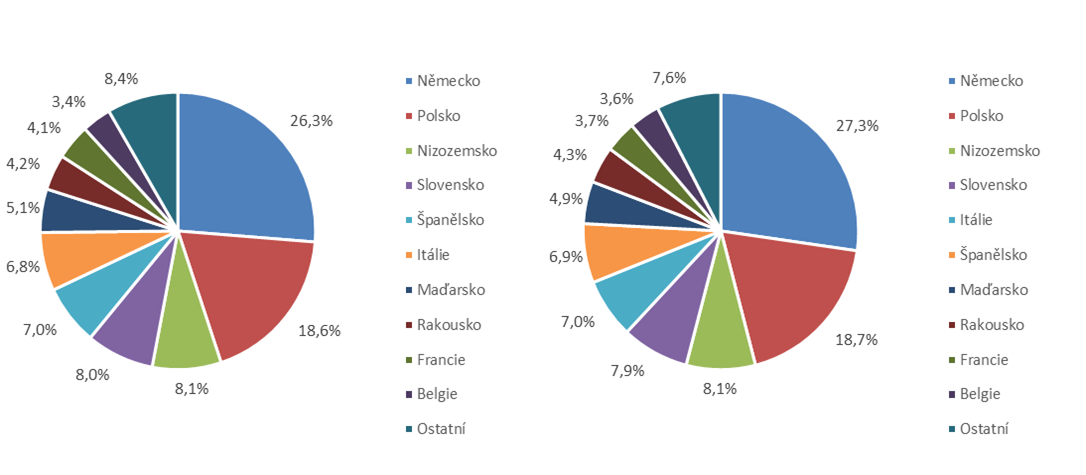 8,4%
3,4%
4,1%
4,2%
5,1%
6,8%
7,0%
8,0%
8,1%
18,6%
26,3%
Německo
Polsko
Nizozemsko
Slovensko
Španělsko
Itálie
Maďarsko
Rakousko
Francie
Belgie
Ostatní
7,6%
3,6%
3,7%
4,3%
4,9%
6,9%
7,0%
7,9%
8,1%
18,7%
27,3%
Německo
Polsko
Nizozemsko
Slovensko
Itálie
Španělsko
Maďarsko
Rakousko
Francie
Belgie
Ostatní